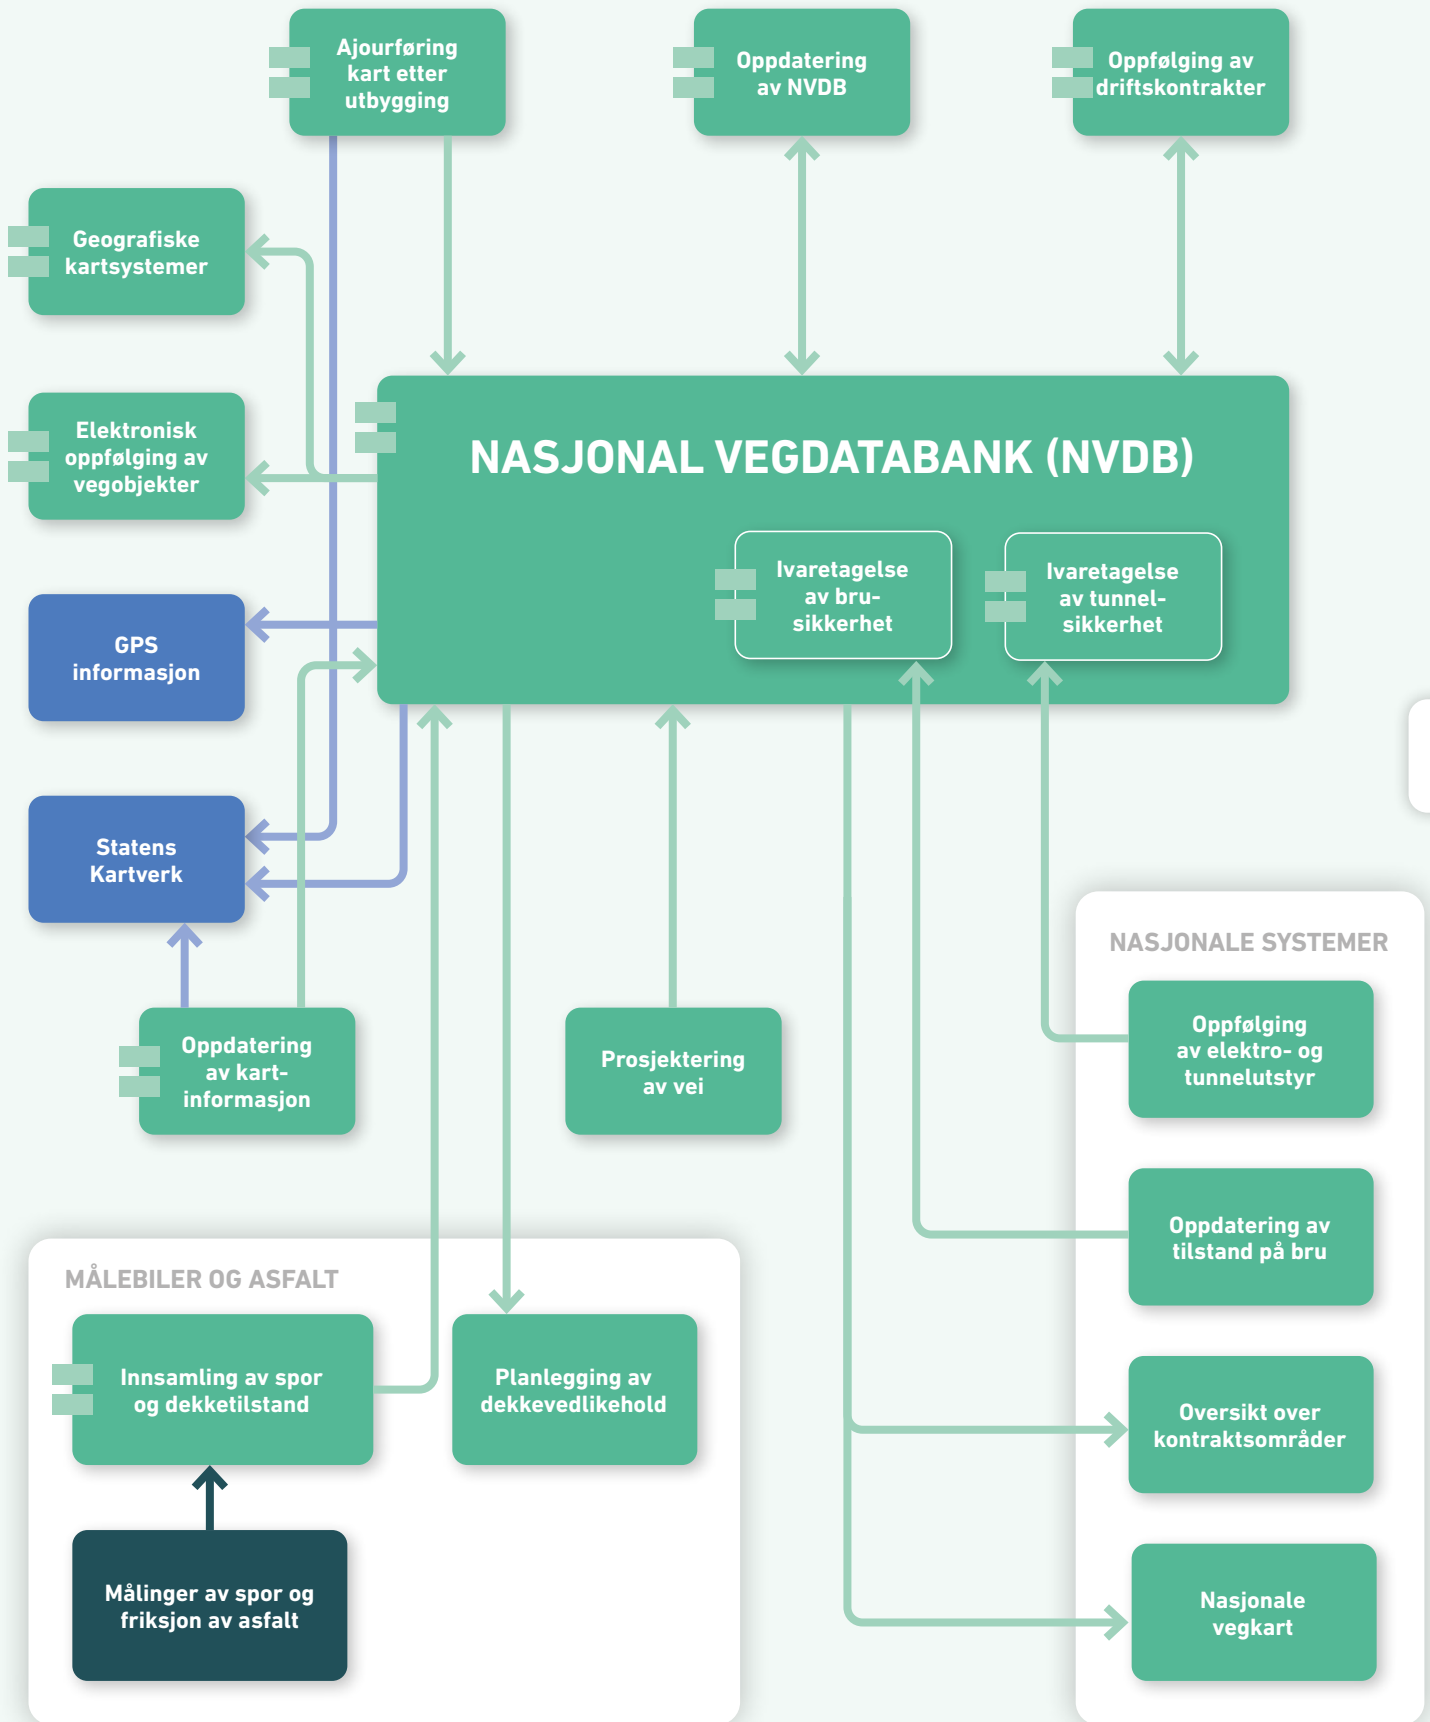 Ajourføring
kart etter
utbygging
Oppdatering
av NVDB
Oppfølging av
driftskontrakter
Geografiske
kartsystemer
Elektronisk
oppfølging av
vegobjekter
NASJONAL VEGDATABANK (NVDB)
Ivaretagelse
av bru-
sikkerhet
Ivaretagelse
av tunnel-
sikkerhet
GPS
informasjon
Statens
Kartverk
NASJONALE SYSTEMER
Oppfølging
av elektro- og
tunnelutstyr
Oppdatering
av kart-
informasjon
Prosjektering
av vei
Oppdatering av
tilstand på bru
MÅLEBILER OG ASFALT
Innsamling av spor
og dekketilstand
Planlegging av
dekkevedlikehold
Oversikt over
kontraktsområder
Målinger av spor og
friksjon av asfalt
Nasjonale
vegkart